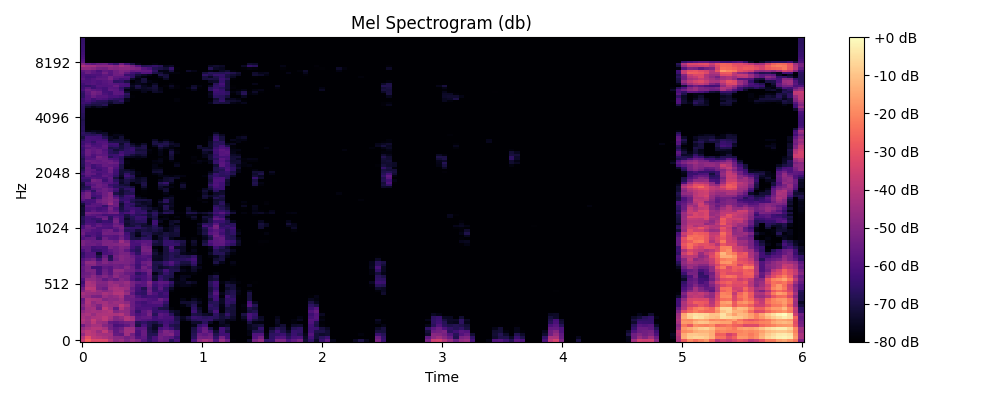 Mel Spectrogram (db)
Hz
8192
4096
2048
1024
512
0
0 1 2 3 4 5 6
Time
+0 dB
-10 dB
-20 dB
-30 dB
-40 dB
-50 dB
-60 dB
-70 dB
-80 dB